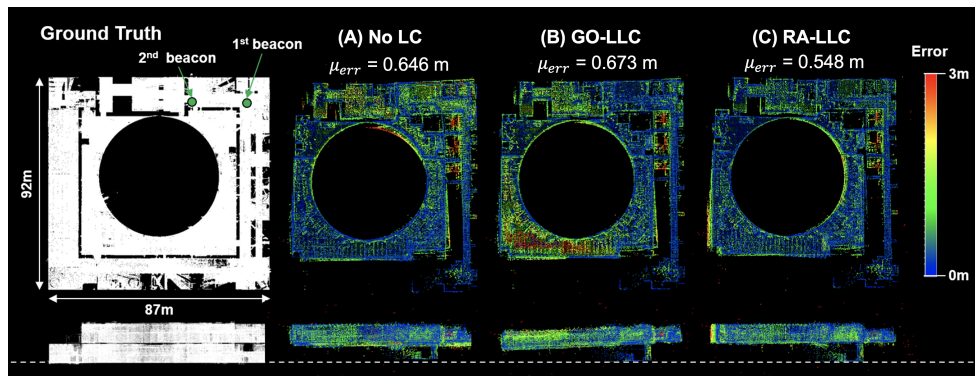 Ground Truth
2nd beacon
1st beacon
92m
87m
(A) No LC
μerr = 0.646 m
(B) GO-LLC
μerr = 0.673 m
(C) RA-LLC
μerr = 0.548 m
Error
3m
0m